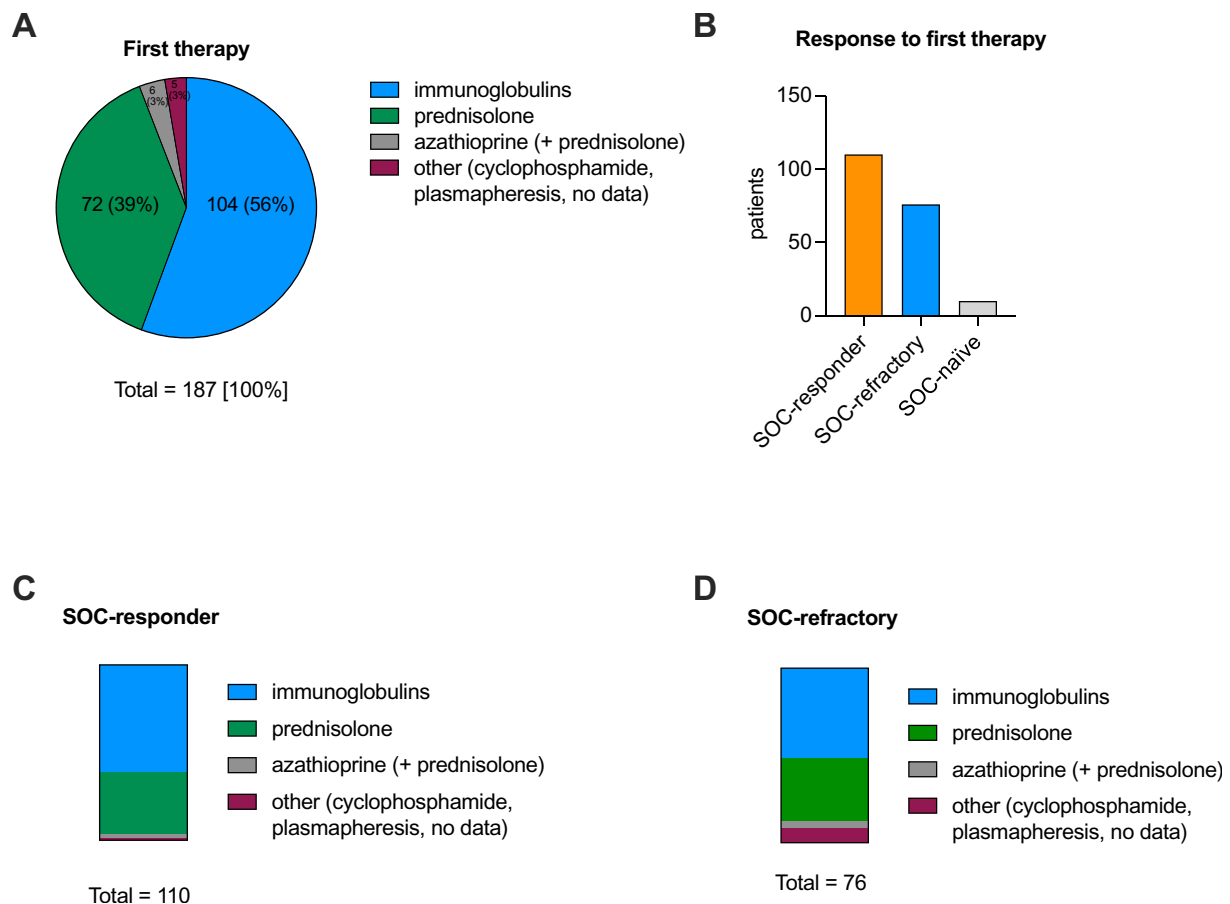 A
First therapy
6
(3%)
5
(3%)
72 (39%)
104 (56%)
immunoglobulins
prednisolone
azathioprine (+ prednisolone)
other (cyclophosphamide,
plasmapheresis, no data)
Total = 187 [100%]
B
Response to first therapy
patients
150
100
50
0
SOC-responder
SOC-refractory
SOC-naïve
C
SOC-responder
immunoglobulins
prednisolone
azathioprine (+ prednisolone)
other (cyclophosphamide,
plasmapheresis, no data)
Total = 110
D
SOC-refractory
immunoglobulins
prednisolone
azathioprine (+ prednisolone)
other (cyclophosphamide,
plasmapheresis, no data)
Total = 76